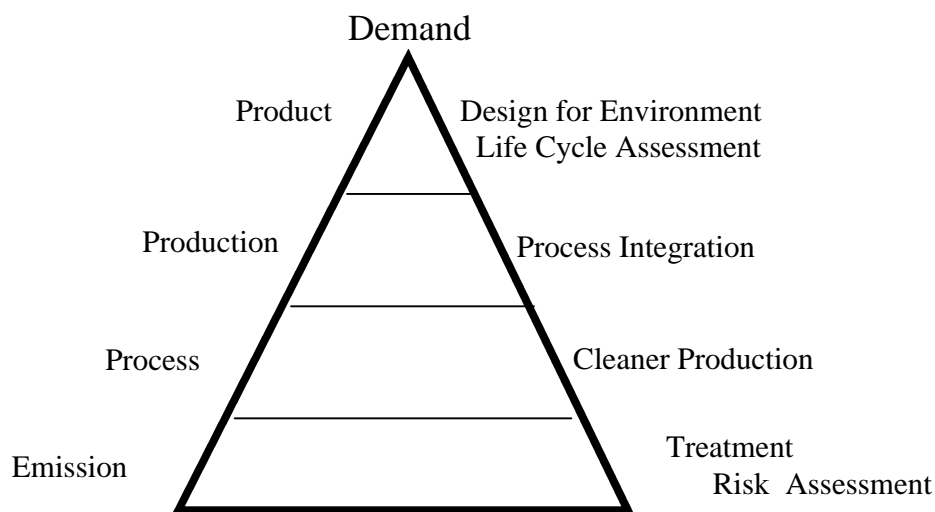 Demand
Product
Design for Environment
Life Cycle Assessment
Production
Process Integration
Process
Cleaner Production
Emission
Treatment
Risk Assessment